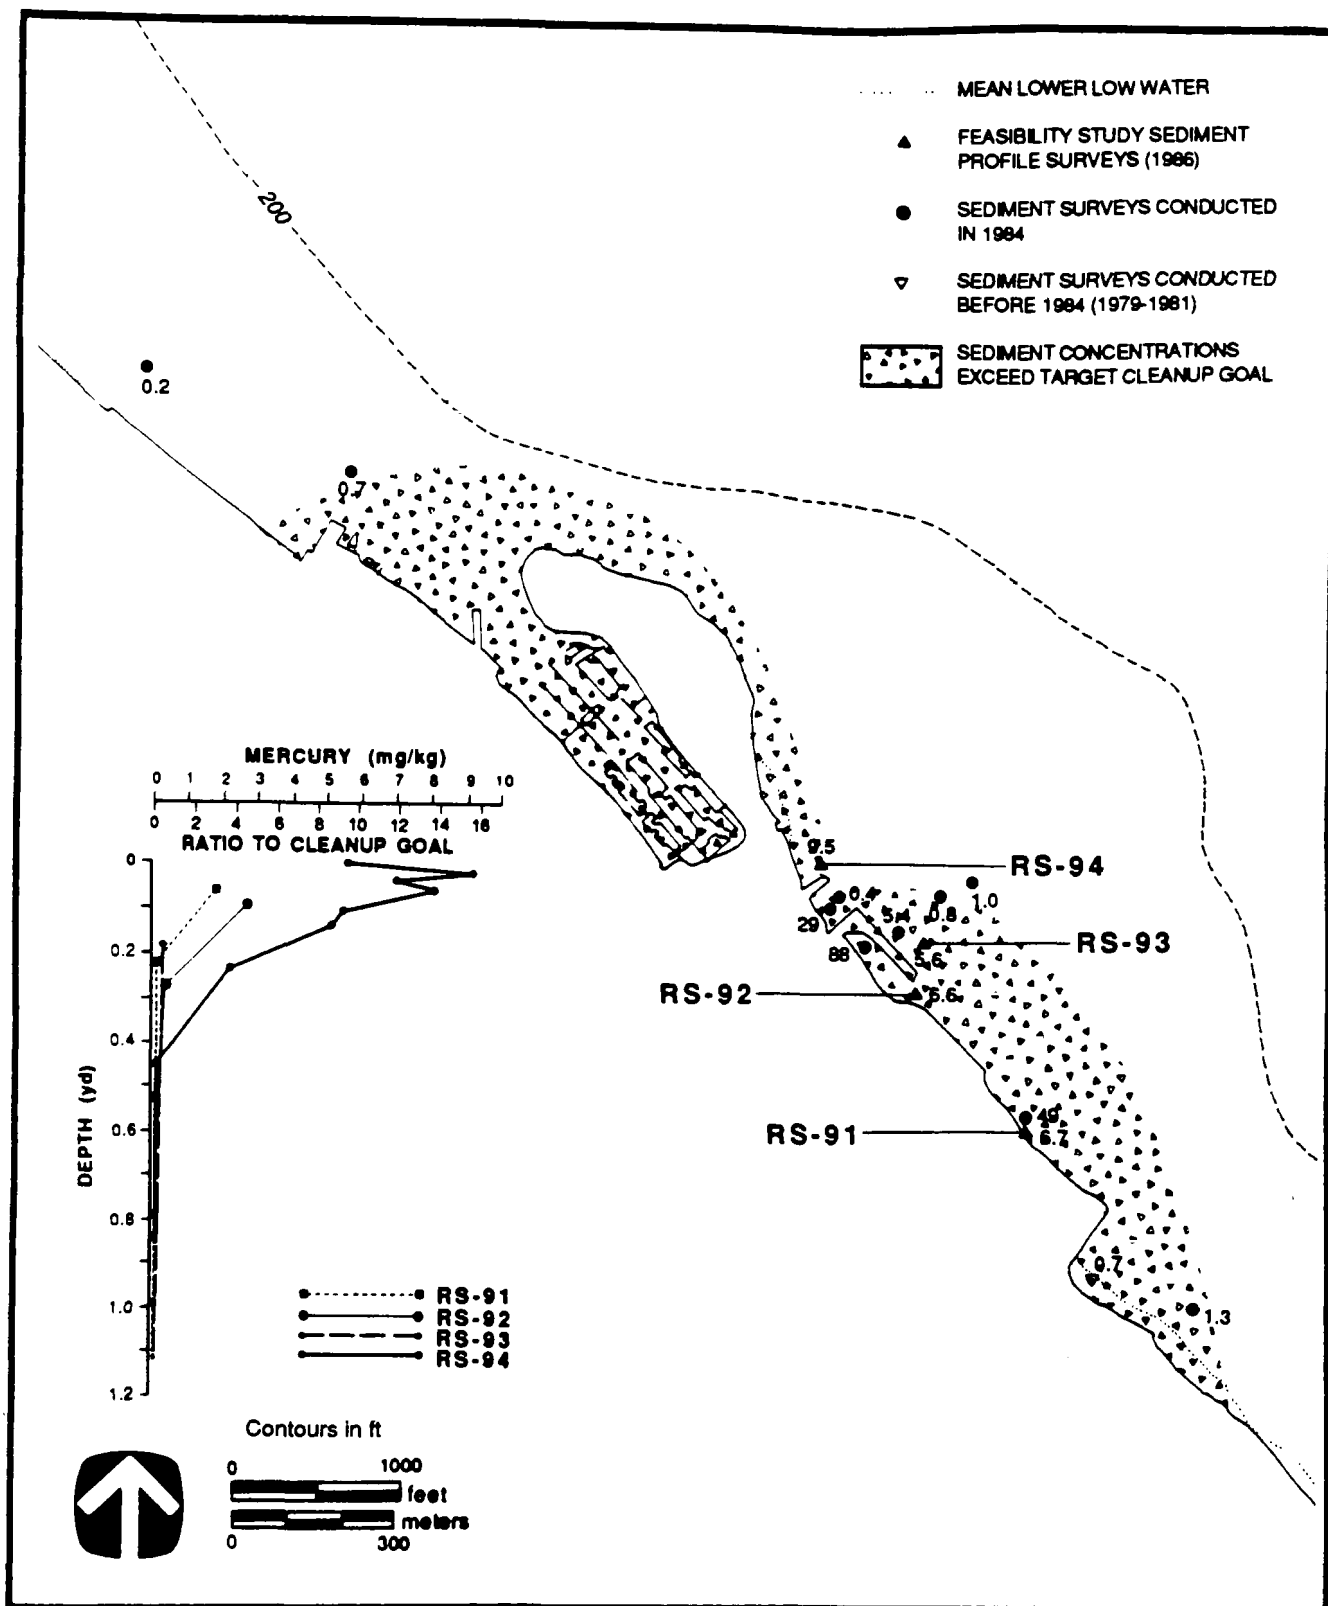 MEAN LOWER LOW WATER
FEASIBILITY STUDY SEDIMENT
PROFILE SURVEYS (1986)
SEDIMENT SURVEYS CONDUCTED
IN 1984
SEDIMENT SURVEYS CONDUCTED
BEFORE 1984 (1979-1981)
SEDIMENT CONCENTRATIONS
EXCEED TARGET CLEANUP GOAL
200
0.2
0.7
MERCURY (mg/kg)
0 1 2 3 4 5 6 7 8 9 10
0 2 4 6 8 10 12 14 16
RATIO TO CLEANUP GOAL
0
0.2
0.4
0.6
0.8
1.0
1.2
DEPTH (yd)
9.5
RS-94
29
5.4
0.8
1.0
88
5.6
RS-93
RS-92
6.6
49
RS-91
6.7
0.7
1.3
RS-91
RS-92
RS-93
RS-94
Contours in ft
0 1000
feet
meters
0 300